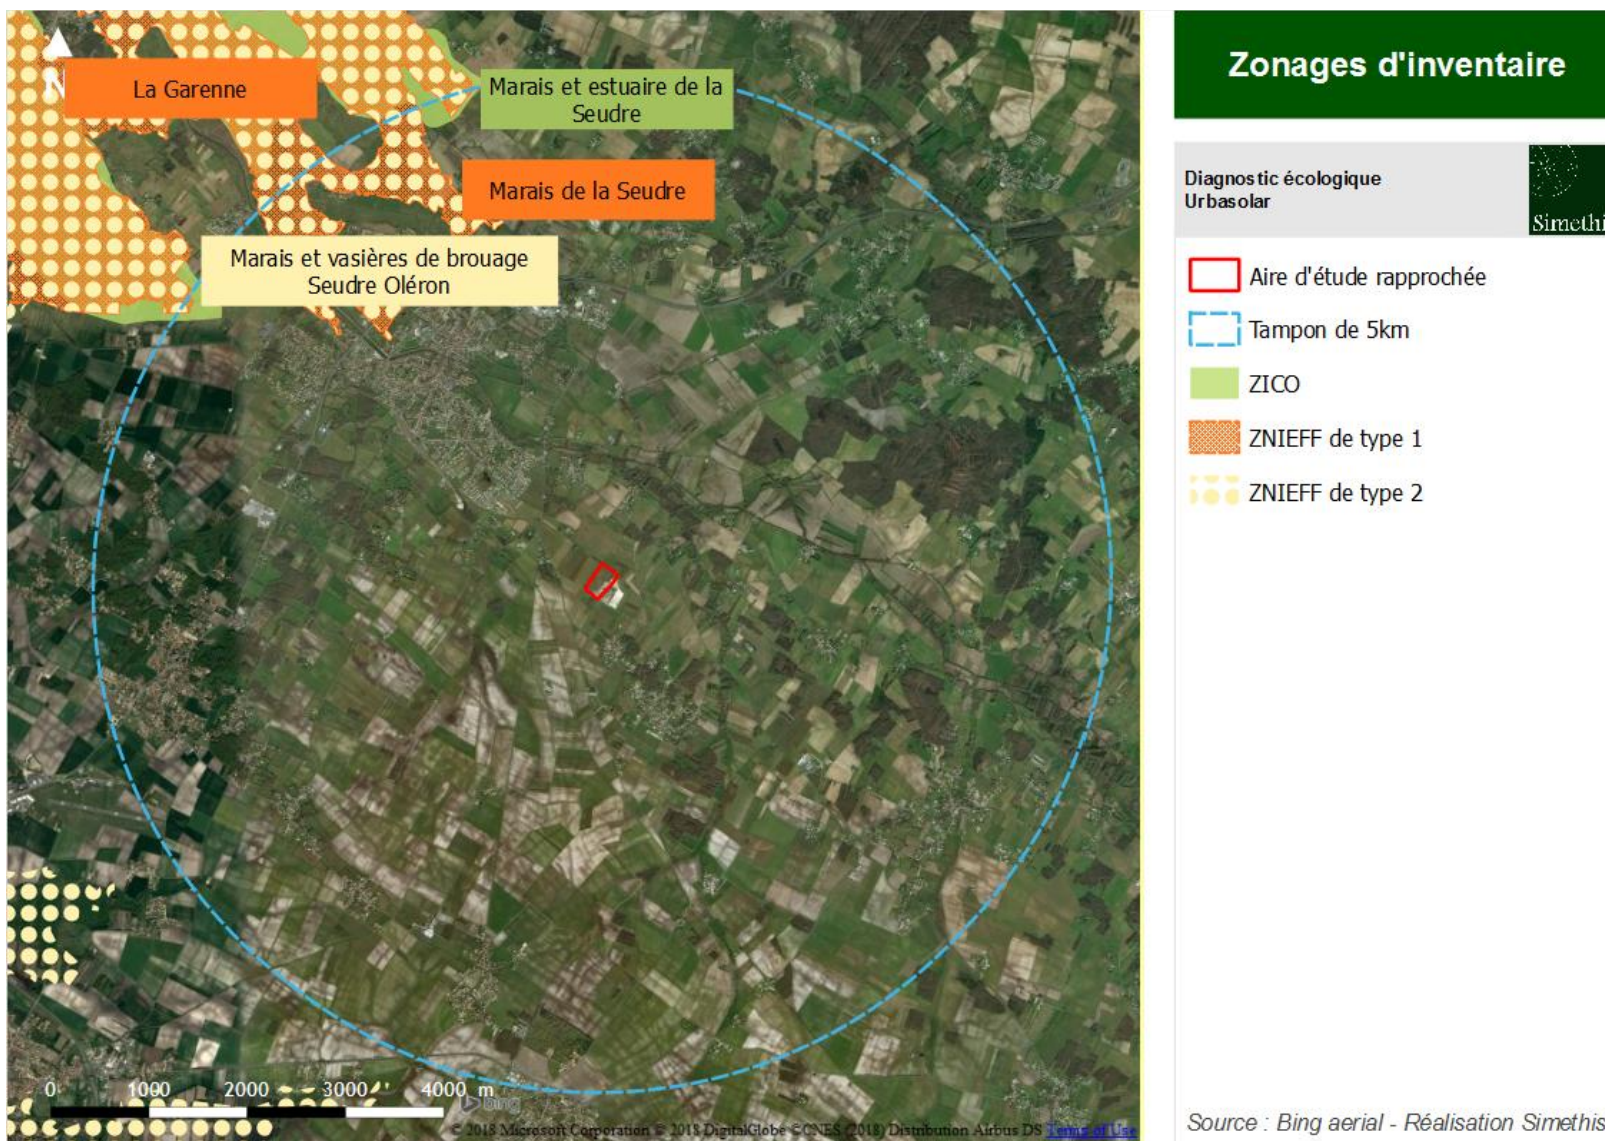 Zonages d'inventaire
Diagnostic écologique
Urbasolar
Simethi
Aire d'étude rapprochée
Tampon de 5km
ZICO
ZNIEFF de type 1
ZNIEFF de type 2
N
La Garenne
Marais et estuaire de la
Seudre
Marais de la Seudre
Marais et vasières de brouage
Seudre Oléron
0 1000 2000 3000 4000 m
bing
© 2018 Microsoft Corporation © 2018 DigitalGlobe ©CNES (2018) Distribution Airbus DS Terms of Use
Source : Bing aerial - Réalisation Simethis